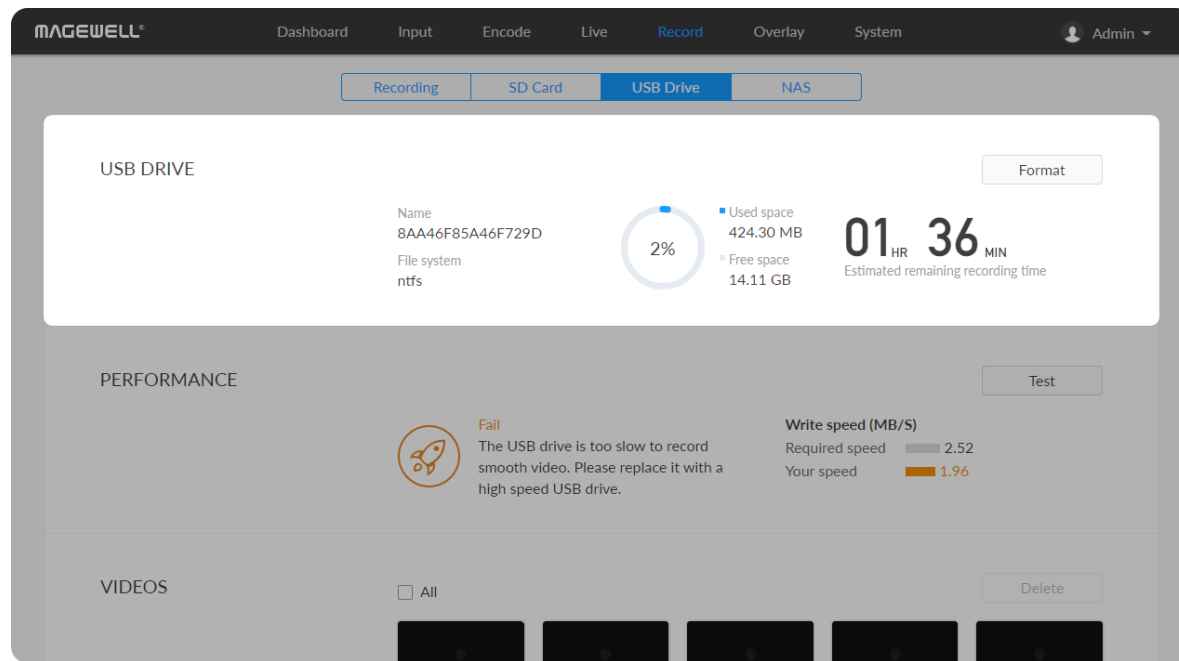 MAGEWELL®
Dashboard Input Encode Live Record Overlay System Admin
Recording SD Card USB Drive NAS
USB DRIVE
Format
Name
8AA46F85A46F729D
File system
ntfs
2%
Used space
424.30 MB
Free space
14.11 GB
01 HR 36 MIN
Estimated remaining recording time
PERFORMANCE
Test
Fail
The USB drive is too slow to record
smooth video. Please replace it with a
high speed USB drive.
Write speed (MB/S)
Required speed 2.52
Your speed 1.96
VIDEOS
All
Delete